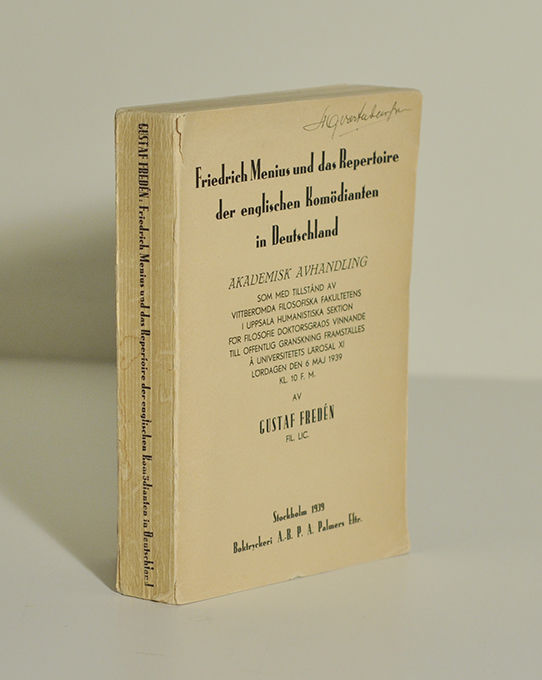 GUSTAF FREDÉN: Friedrich Menius und das Repertoire der englischen Komödianten in Deutschland
Friedrich Menius und das Repertoire
der englischen Komödianten
in Deutschland
AKADEMISK AVHANDLING
SOM MED TILLSTÅND AV
VITTBERÖMDA FILOSOFISKA FAKULTETENS
I UPPSALA HUMANISTISKA SEKTION
FÖR FILOSOFIE DOKTORSGRADS VINNANDE
TILL OFFENTLIG GRANSKNING FRAMSTÄLLES
Å UNIVERSITETETS LÄROSAL XI
LÖRDAGEN DEN 6 MAJ 1939
KL. 10 F. M.
AV
GUSTAF FREDÉN
FIL. LIC.
Stockholm 1939
Boktryckeri A.-B. P. A. Palmers Eftr.